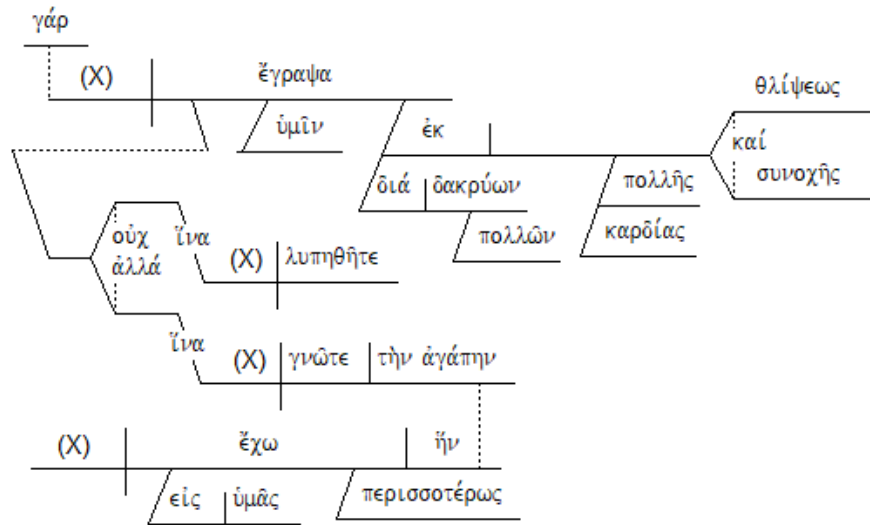 γάρ
(X) ἔγραψα θλίψεως
ὑμῖν ἐκ καί
διά δακρύων πολλῆς συνοχῆς
οὐχ ἵνα πολλῶν καρδίας
ἀλλά (X) λυπηθῆτε
ἵνα (X) γνῶτε τὴν ἀγάπην
(X) ἔχω ἥν
εἰς ὑμᾶς περισσοτέρως